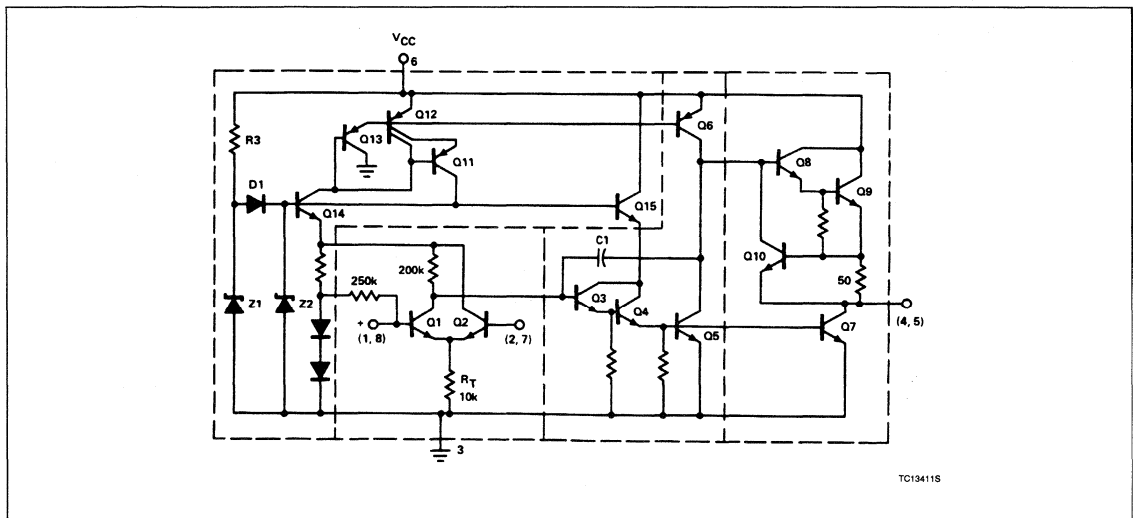 VCC
6
Q12
Q6
R3
Q13
Q8
Q11
Q9
D1
Q14
Q15
C1
Q10
200k
250k
50
Z1
Z2
Q3
Q4
+
(1, 8)
Q1
Q2
(2, 7)
Q5
Q7
(4, 5)
RT
10k
3
TC13411S